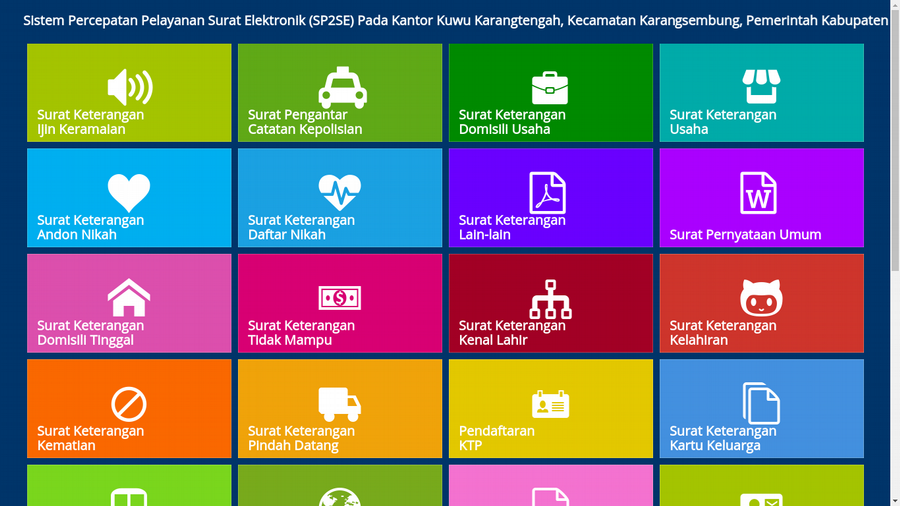 Sistem Percepatan Pelayanan Surat Elektronik (SP2SE) Pada Kantor Kuwu Karangtengah, Kecamatan Karangsembung, Pemerintah Kabupaten
Surat Keterangan
Ijin Keramaian
Surat Pengantar
Catatan Kepolisian
Surat Keterangan
Domisili Usaha
Surat Keterangan
Usaha
Surat Keterangan
Andon Nikah
Surat Keterangan
Daftar Nikah
Surat Keterangan
Lain-lain
W
Surat Pernyataan Umum
Surat Keterangan
Domisili Tinggal
Surat Keterangan
Tidak Mampu
Surat Keterangan
Kenal Lahir
Surat Keterangan
Kelahiran
Surat Keterangan
Kematian
Surat Keterangan
Pindah Datang
Pendaftaran
KTP
Surat Keterangan
Kartu Keluarga